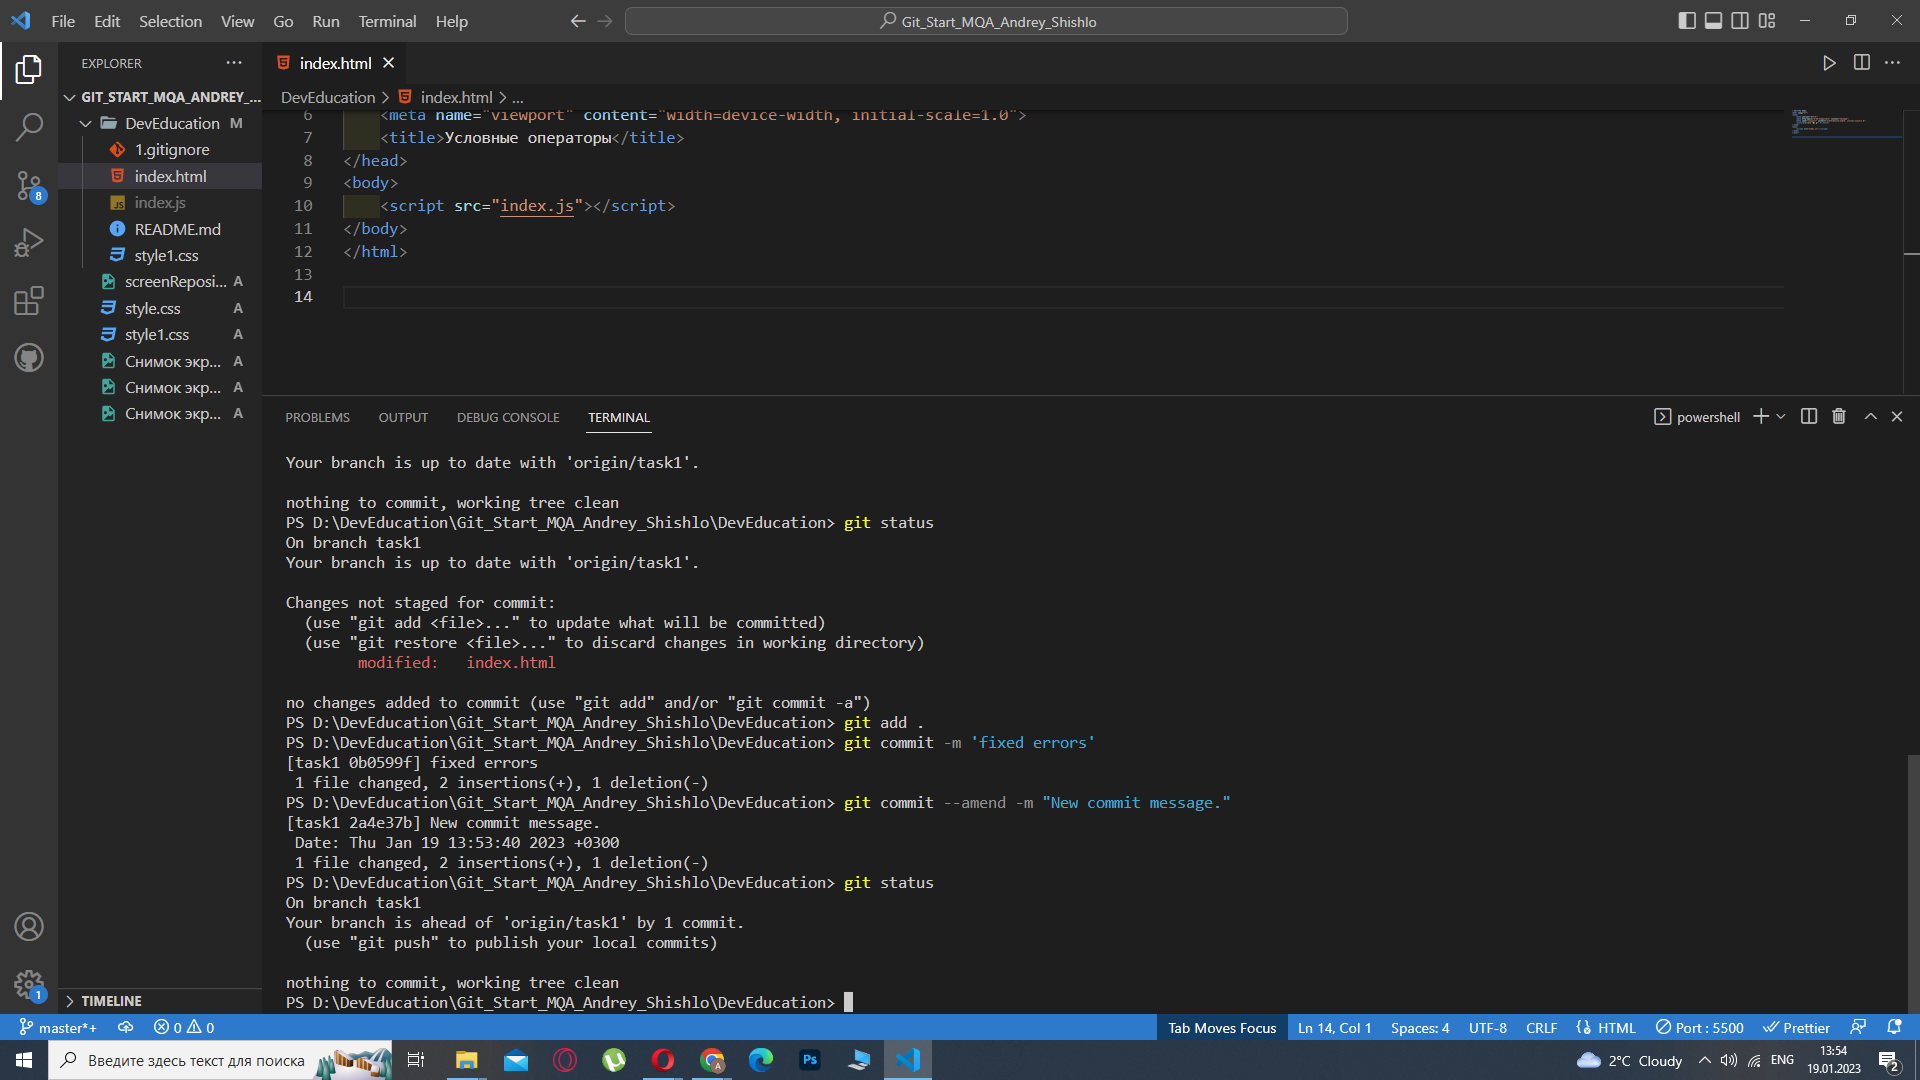 File Edit Selection View Go Run Terminal Help
Git_Start_MQA_Andrey_Shishlo
EXPLORER
GIT_START_MQA_ANDREY_...
DevEducation M
1.gitignore
index.html
index.js
README.md
style1.css
screenReposi... A
style.css A
style1.css A
Снимок экр... A
Снимок экр... A
Снимок экр... A
TIMELINE
index.html
DevEducation > index.html > ...
6 <meta name="viewport" content="width=device-width, initial-scale=1.0">
7 <title>Условные операторы</title>
8 </head>
9 <body>
10 <script src="index.js"></script>
11 </body>
12 </html>
13
14
PROBLEMS OUTPUT DEBUG CONSOLE TERMINAL
powershell
Your branch is up to date with 'origin/task1'.
nothing to commit, working tree clean
PS D:\DevEducation\Git_Start_MQA_Andrey_Shishlo\DevEducation> git status
On branch task1
Your branch is up to date with 'origin/task1'.
Changes not staged for commit:
(use "git add <file>..." to update what will be committed)
(use "git restore <file>..." to discard changes in working directory)
modified: index.html
no changes added to commit (use "git add" and/or "git commit -a")
PS D:\DevEducation\Git_Start_MQA_Andrey_Shishlo\DevEducation> git add .
PS D:\DevEducation\Git_Start_MQA_Andrey_Shishlo\DevEducation> git commit -m 'fixed errors'
[task1 0b0599f] fixed errors
1 file changed, 2 insertions(+), 1 deletion(-)
PS D:\DevEducation\Git_Start_MQA_Andrey_Shishlo\DevEducation> git commit --amend -m "New commit message."
[task1 2a4e37b] New commit message.
Date: Thu Jan 19 13:53:40 2023 +0300
1 file changed, 2 insertions(+), 1 deletion(-)
PS D:\DevEducation\Git_Start_MQA_Andrey_Shishlo\DevEducation> git status
On branch task1
Your branch is ahead of 'origin/task1' by 1 commit.
(use "git push" to publish your local commits)
nothing to commit, working tree clean
PS D:\DevEducation\Git_Start_MQA_Andrey_Shishlo\DevEducation>
8
1
master*+ 0 0 Tab Moves Focus Ln 14, Col 1 Spaces: 4 UTF-8 CRLF HTML Port : 5500 Prettier
Введите здесь текст для поиска
A
Ps
2°C Cloudy ENG
13:54
19.01.2023
2